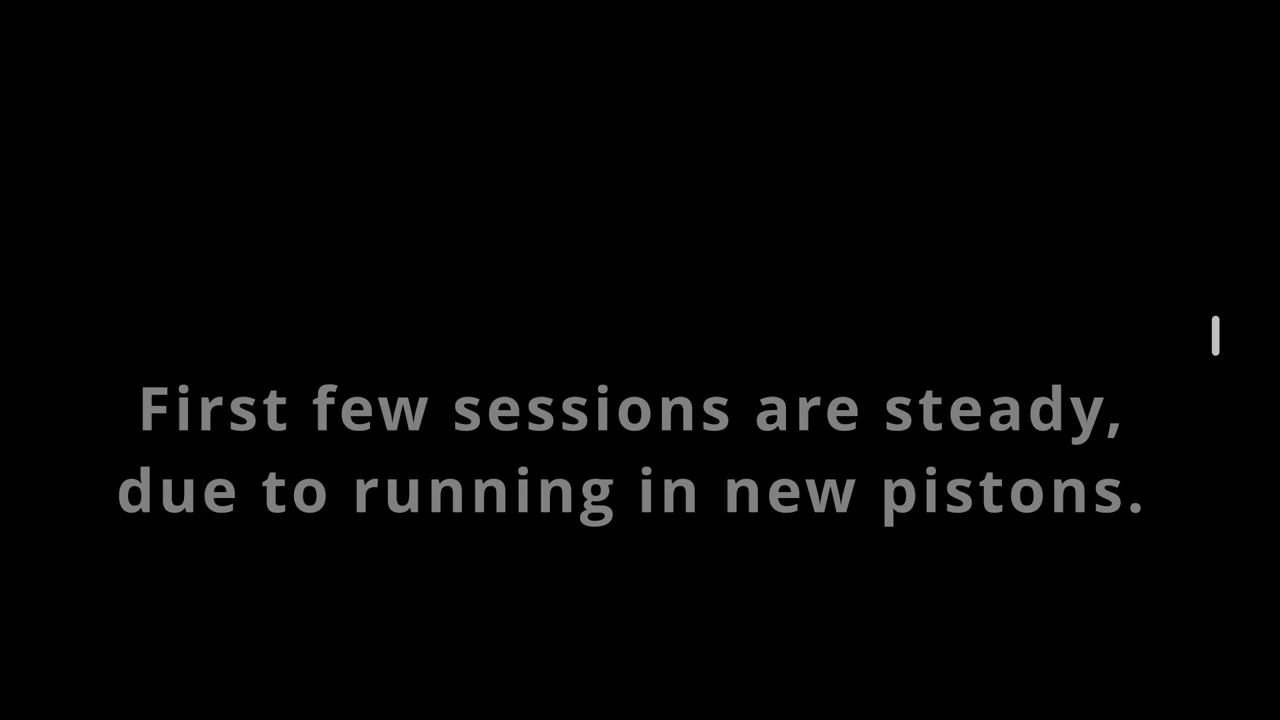 First few sessions are steady,
due to running in new pistons.